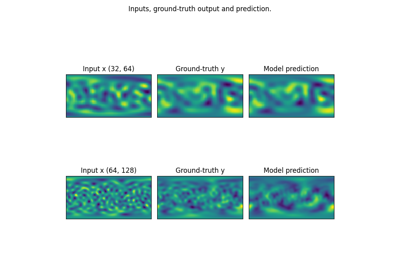 Inputs, ground-truth output and prediction.
Input x (32, 64) Ground-truth y Model prediction
Input x (64, 128) Ground-truth y Model prediction